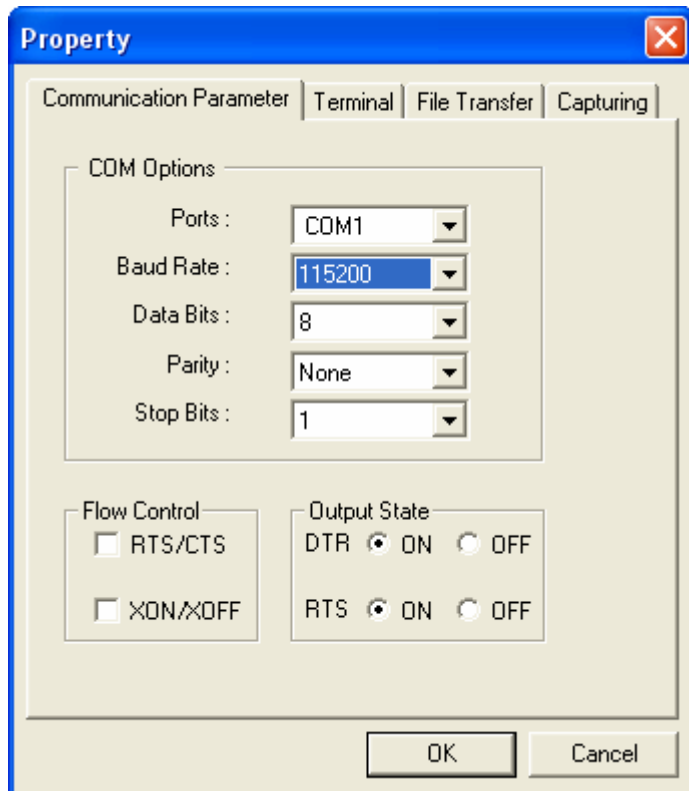 Property
Communication Parameter Terminal File Transfer Capturing
COM Options
Ports : COM1
Baud Rate : 115200
Data Bits : 8
Parity : None
Stop Bits : 1
Flow Control
RTS/CTS
XON/XOFF
Output State
DTR ON OFF
RTS ON OFF
OK Cancel